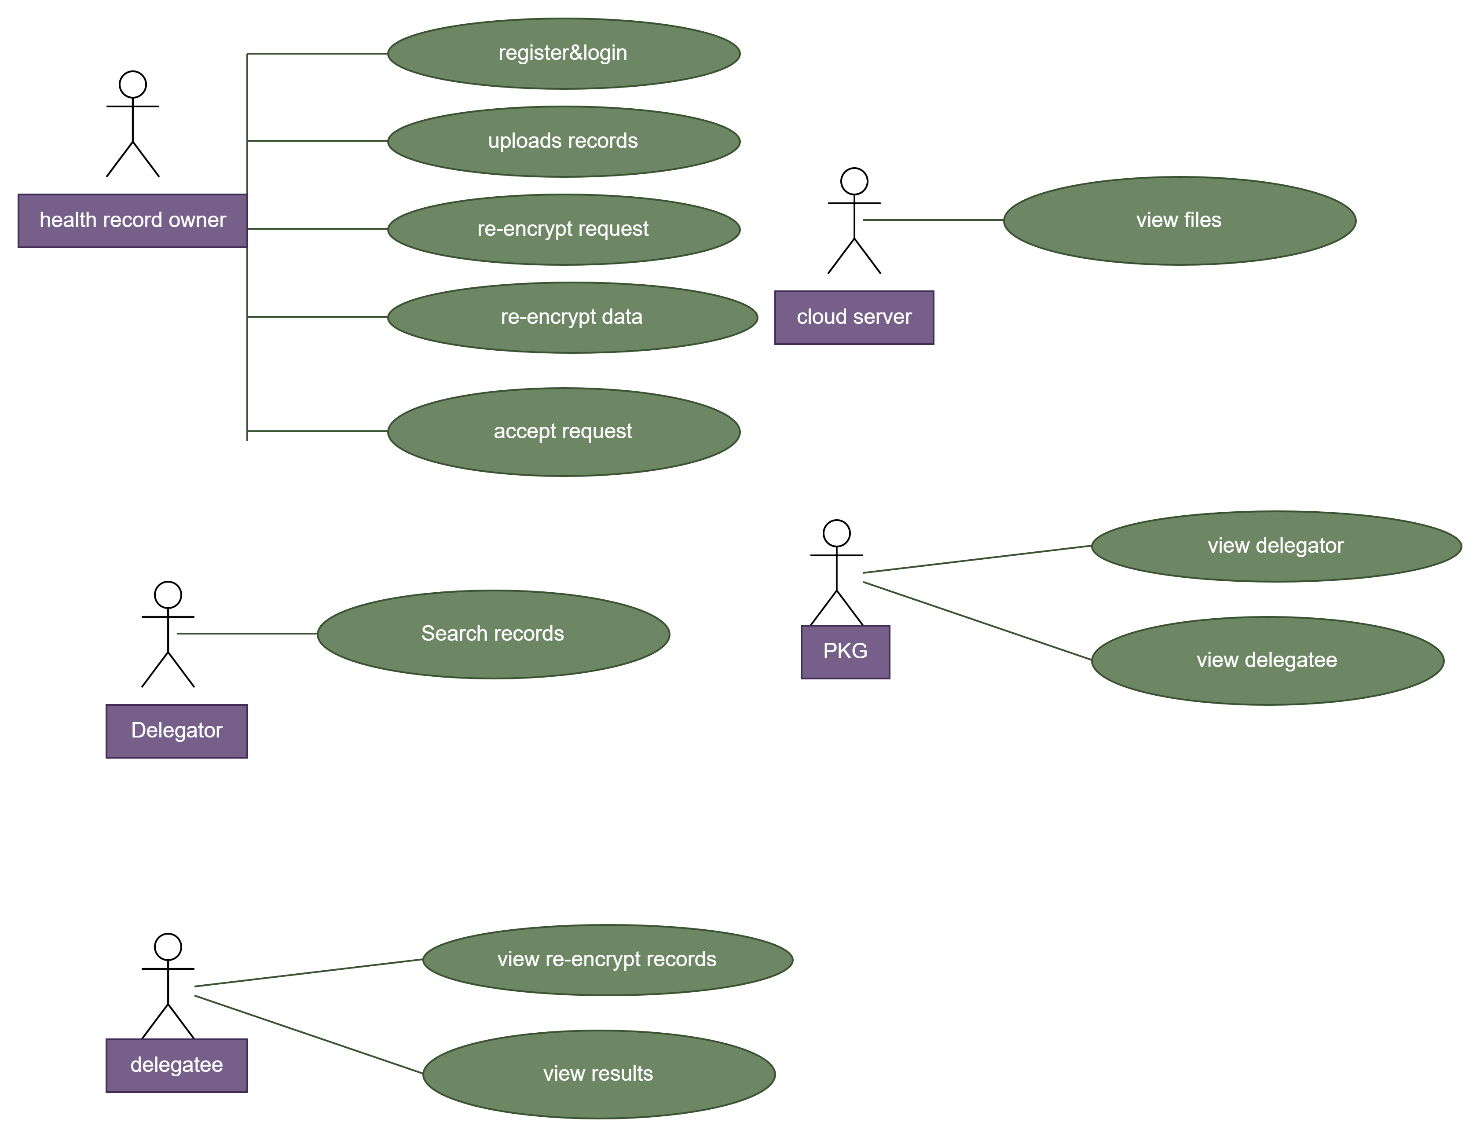 register&login
uploads records
health record owner
re-encrypt request
view files
re-encrypt data
cloud server
accept request
view delegator
Search records
PKG
view delegatee
Delegator
view re-encrypt records
delegatee
view results